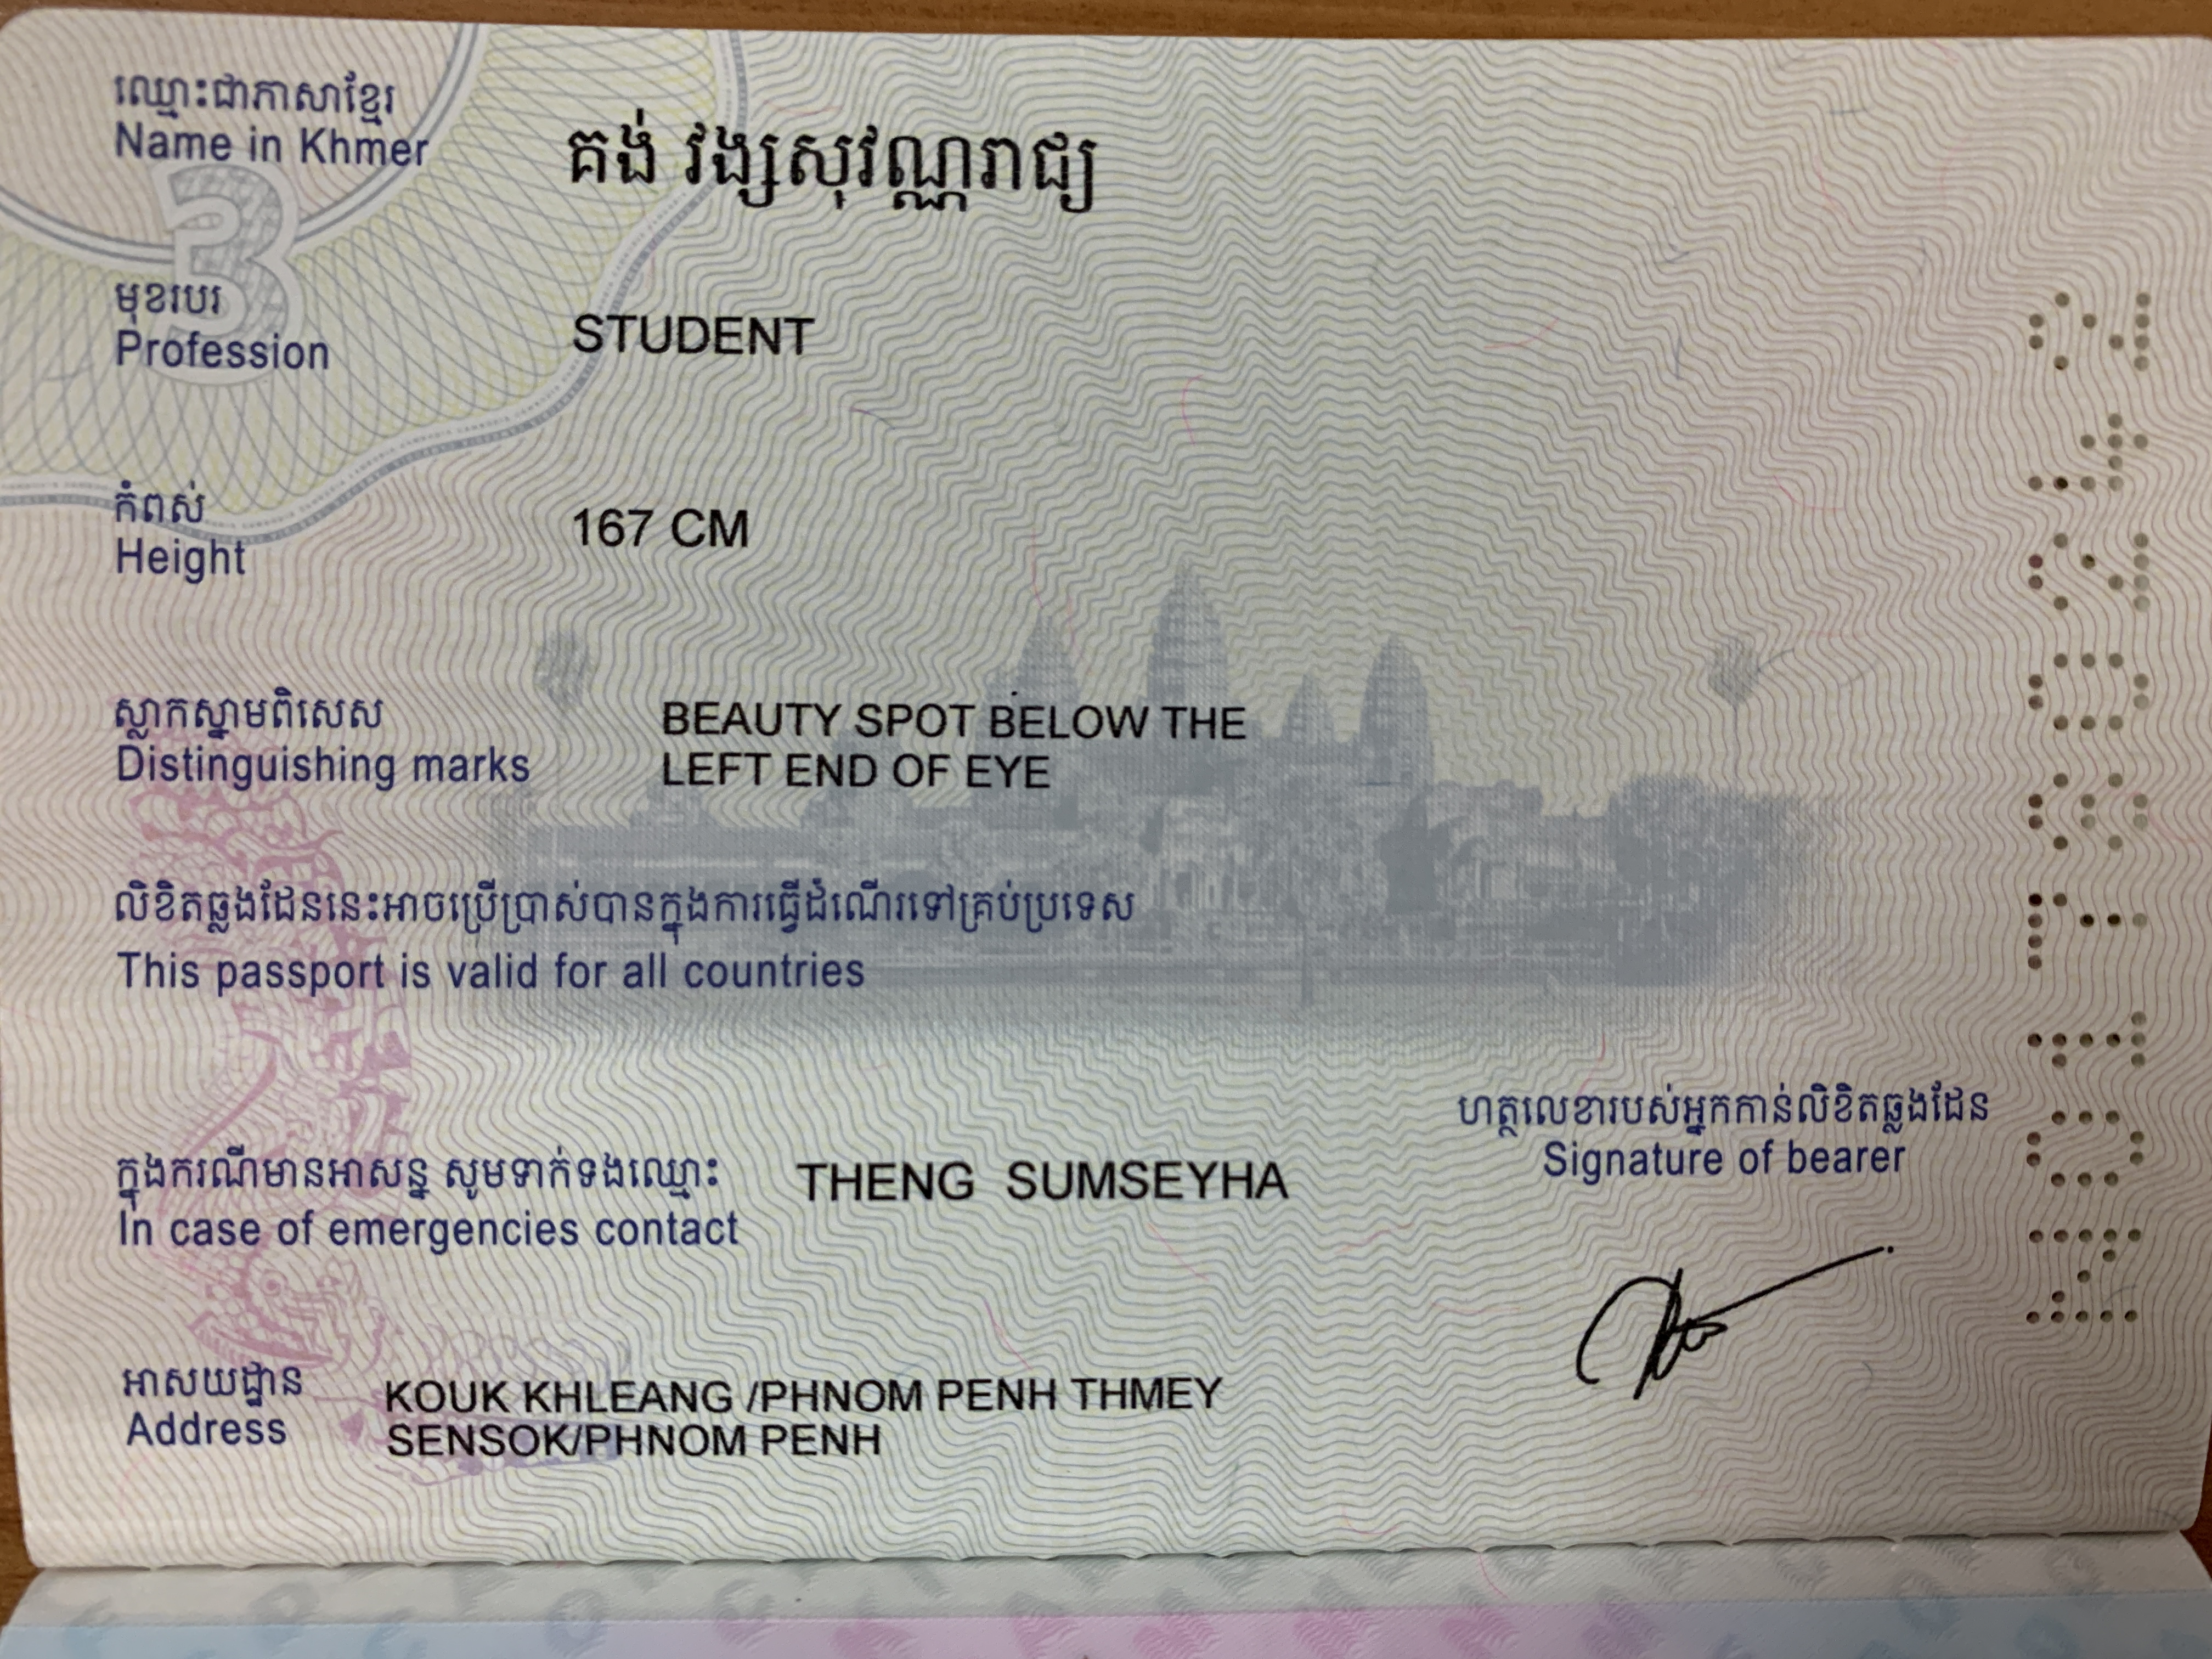 ឈ្មោះជាភាសាខ្មែរ
Name in Khmer
គង់ វង្សសុវណ្ណរាជ្យ
3
មុខរបរ
Profession
STUDENT
កំពស់
Height
167 CM
ស្លាកស្នាមពិសេស
Distinguishing marks
BEAUTY SPOT BELOW THE
LEFT END OF EYE
លិខិតឆ្លងដែននេះអាចប្រើប្រាស់បានក្នុងការធ្វើដំណើរទៅគ្រប់ប្រទេស
This passport is valid for all countries
ហត្ថលេខារបស់អ្នកកាន់លិខិតឆ្លងដែន
Signature of bearer
ក្នុងករណីមានអាសន្ន សូមទាក់ទងឈ្មោះ
In case of emergencies contact
THENG SUMSEYHA
អាសយដ្ឋាន
Address
KOUK KHLEANG /PHNOM PENH THMEY
SENSOK/PHNOM PENH